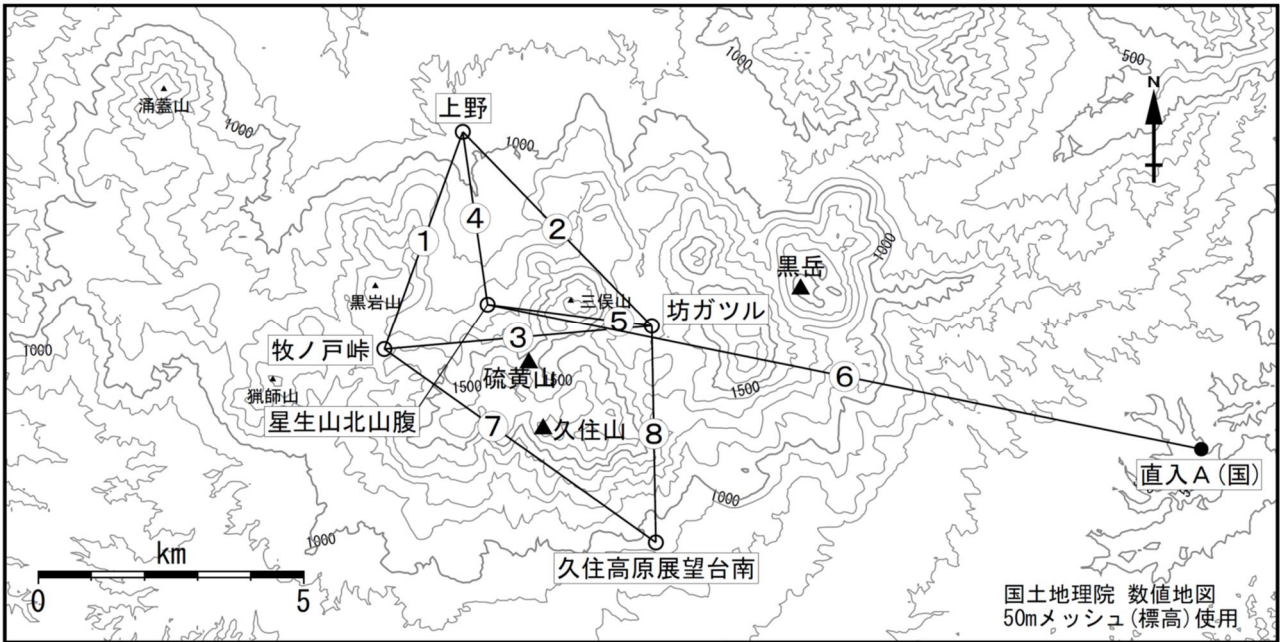 1000
500
N
涌蓋山
1000
上野
1000
4
2
1
1000
黒岳
黒岩山
三俣山
5
坊ガツル
3
牧ノ戸峠
1000
硫黄山
1500
1500
6
猟師山
1500
星生山北山腹
7
久住山
8
直入A(国)
1000
1000
km
久住高原展望台南
0
5
国土地理院 数値地図
50mメッシュ(標高)使用